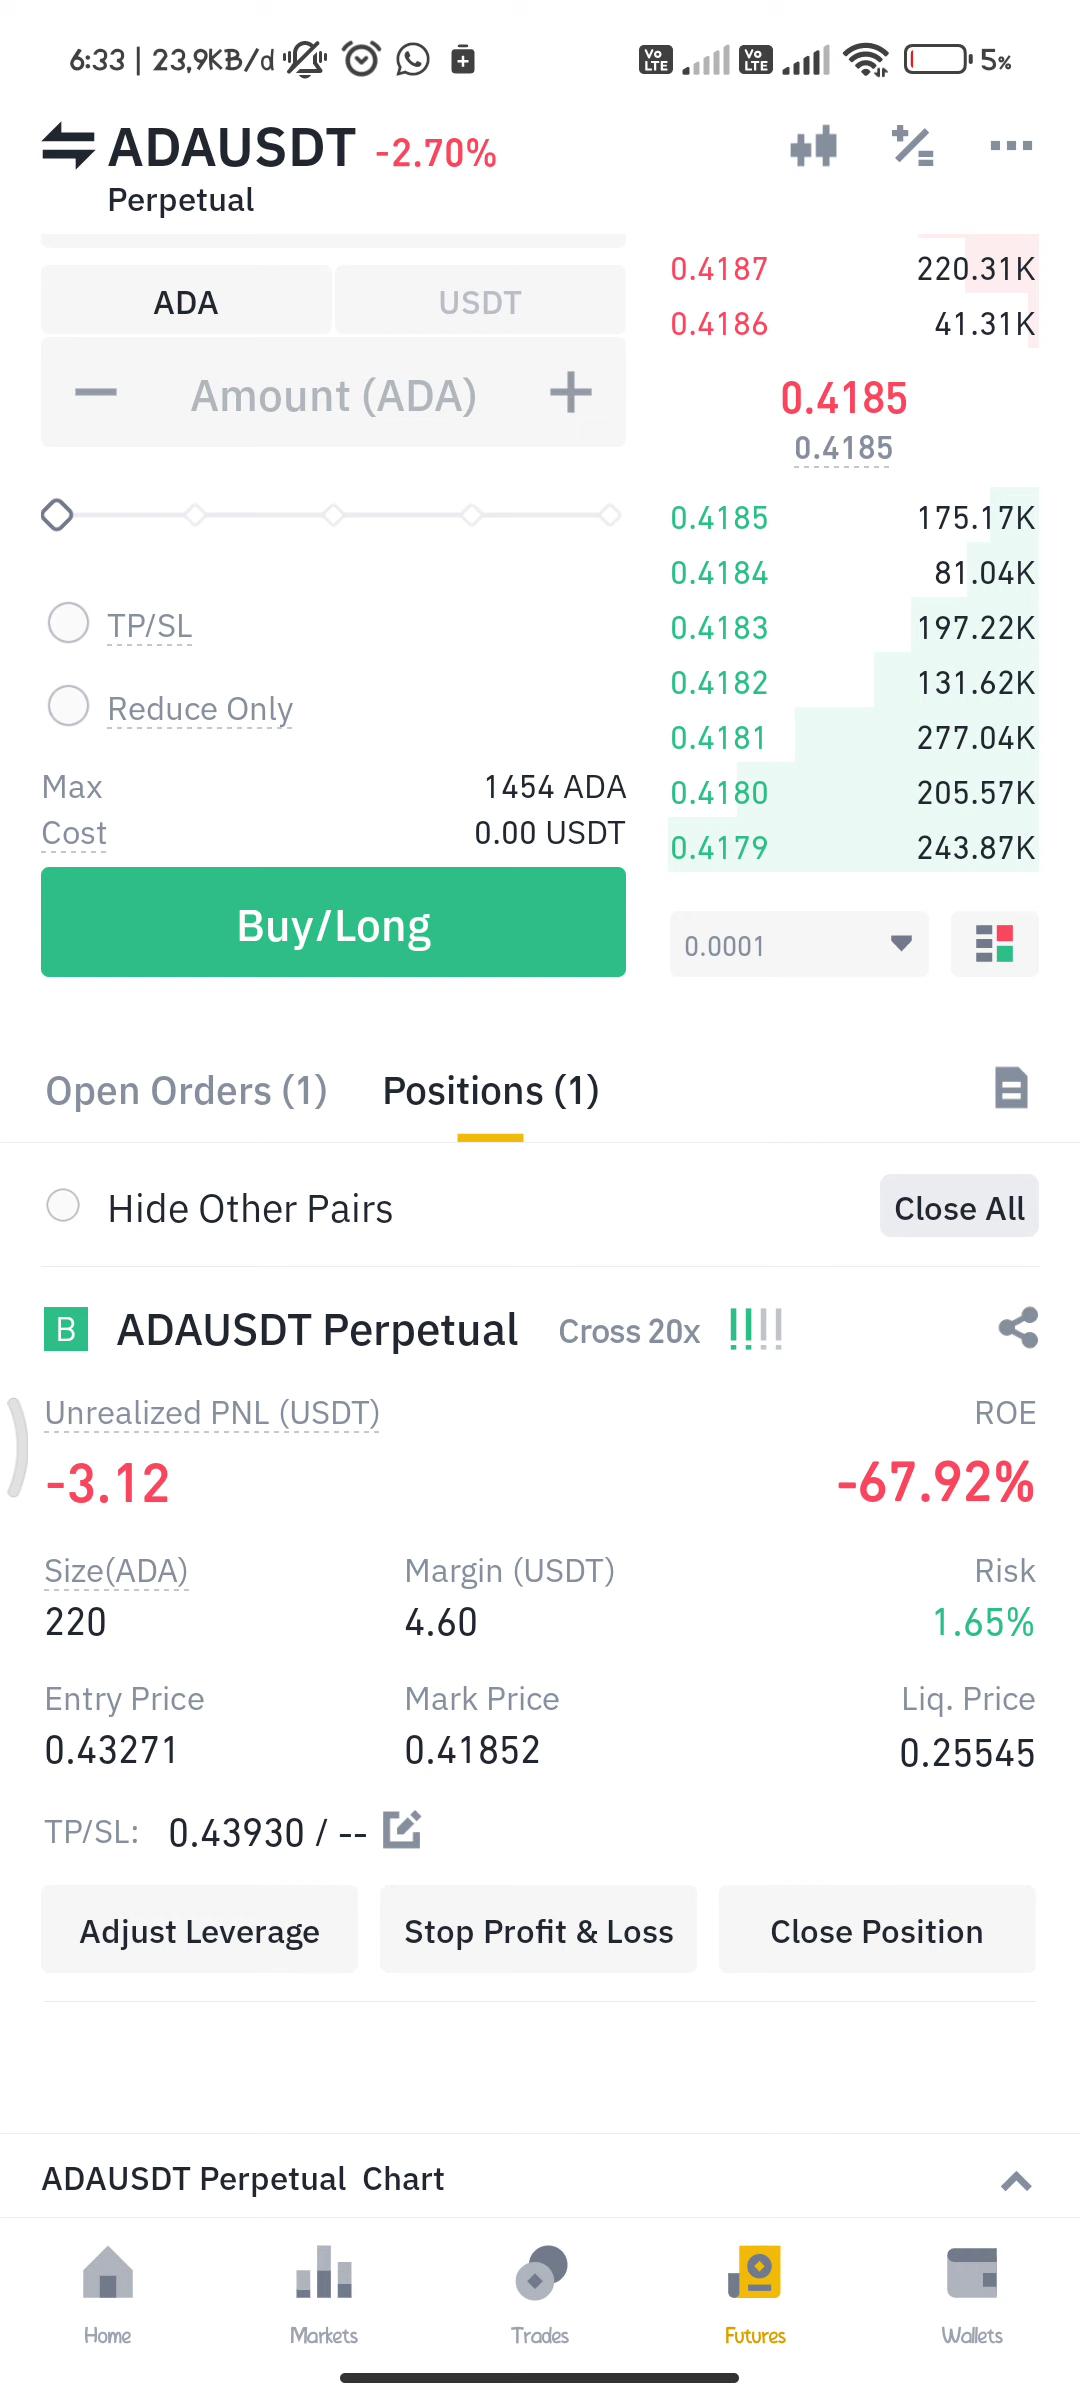 6:33 | 23,9KB/d Vo LTE Vo LTE 5%
ADAUSDT -2.70%
Perpetual
ADA USDT
Amount (ADA)
TP/SL
Reduce Only
Max 1454 ADA
Cost 0.00 USDT
Buy/Long
0.4187 220.31K
0.4186 41.31K
0.4185
0.4185
0.4185 175.17K
0.4184 81.04K
0.4183 197.22K
0.4182 131.62K
0.4181 277.04K
0.4180 205.57K
0.4179 243.87K
0.0001
Open Orders (1) Positions (1)
Hide Other Pairs Close All
B ADAUSDT Perpetual Cross 20x
Unrealized PNL (USDT) ROE
-3.12 -67.92%
Size(ADA) Margin (USDT) Risk
220 4.60 1.65%
Entry Price Mark Price Liq. Price
0.43271 0.41852 0.25545
TP/SL: 0.43930 / --
Adjust Leverage Stop Profit & Loss Close Position
ADAUSDT Perpetual Chart
Home Markets Trades Futures Wallets